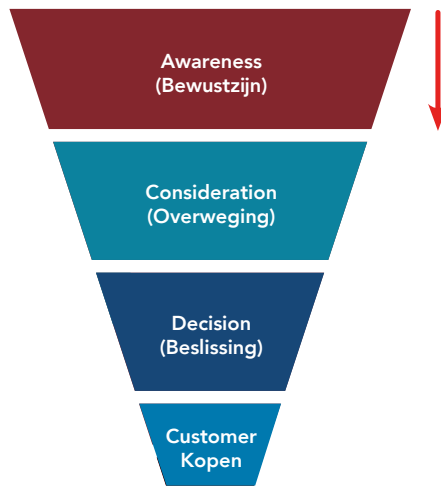 Awareness
(Bewustzijn)
Consideration
(Overweging)
Decision
(Beslissing)
Customer
Kopen